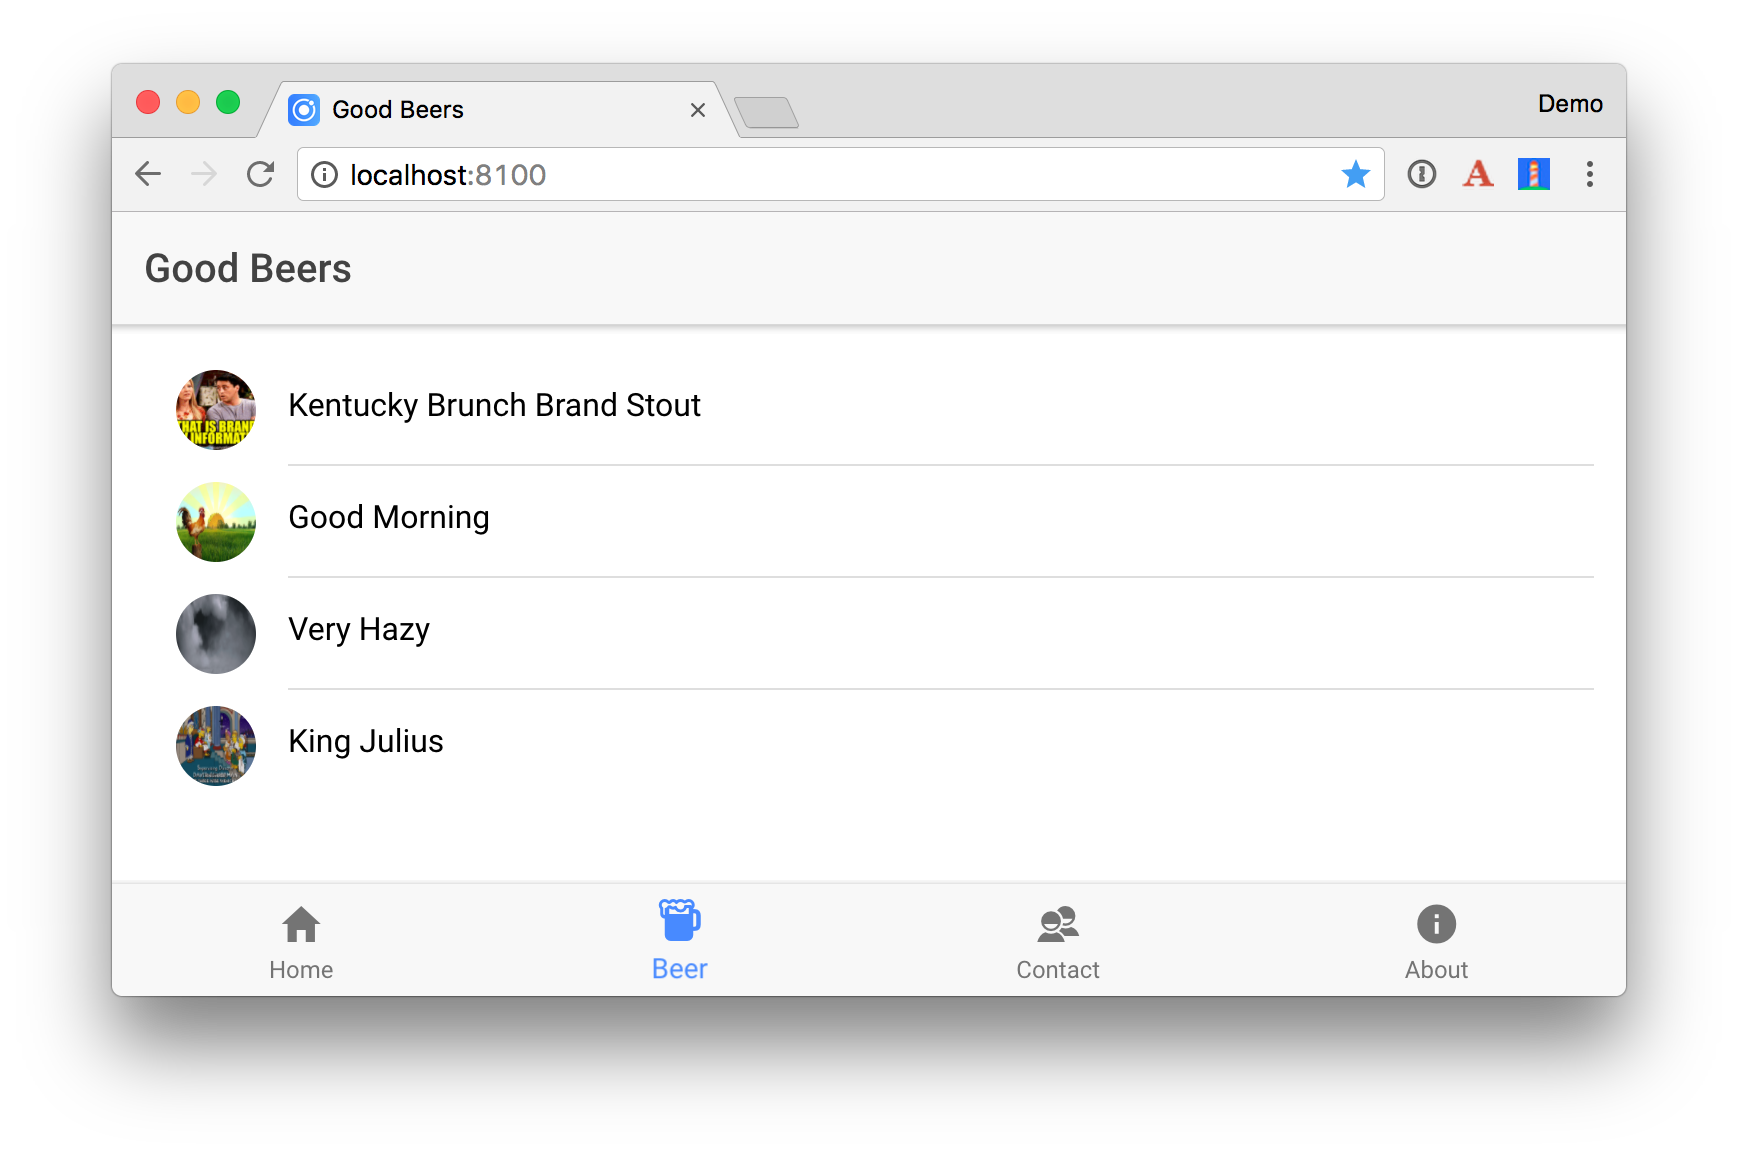 Good Beers
Demo
localhost:8100
A
Good Beers
HAT IS BRAN
INFORMAT
Kentucky Brunch Brand Stout
Good Morning
Very Hazy
King Julius
Home
Beer
Contact
About